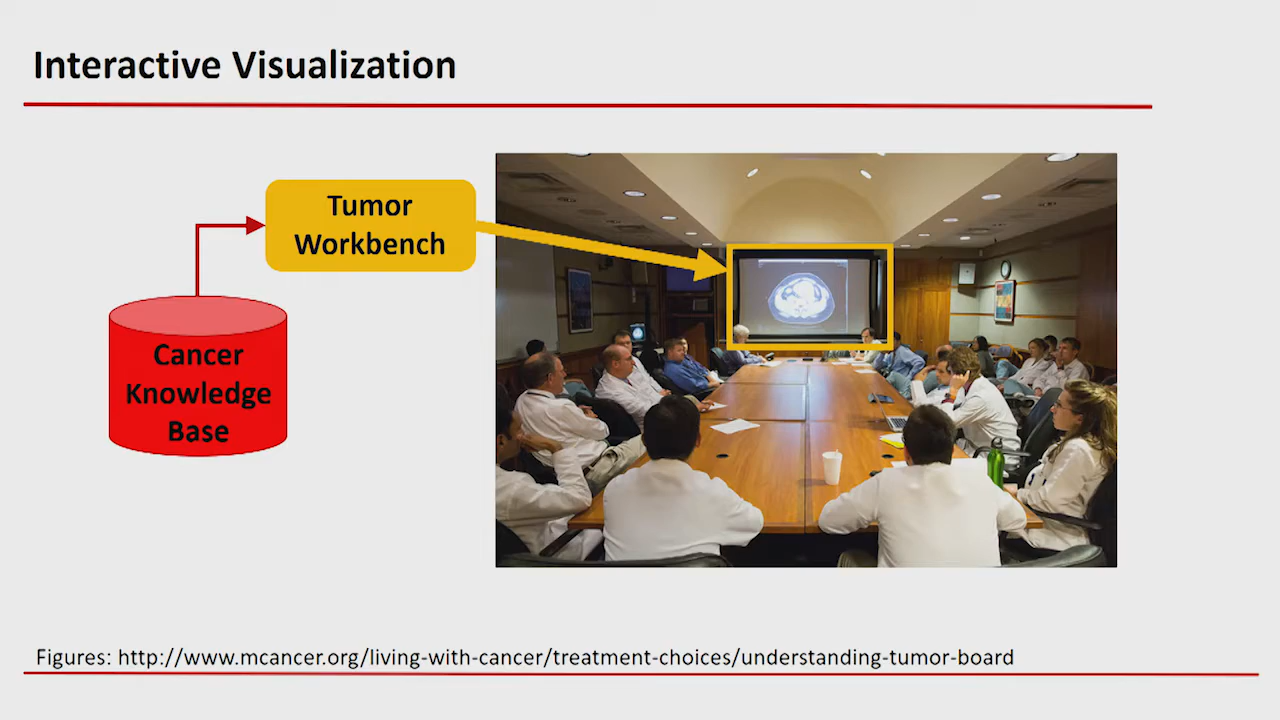 Interactive Visualization
Tumor
Workbench
Cancer
Knowledge
Base
Figures: http://www.mcancer.org/living-with-cancer/treatment-choices/understanding-tumor-board